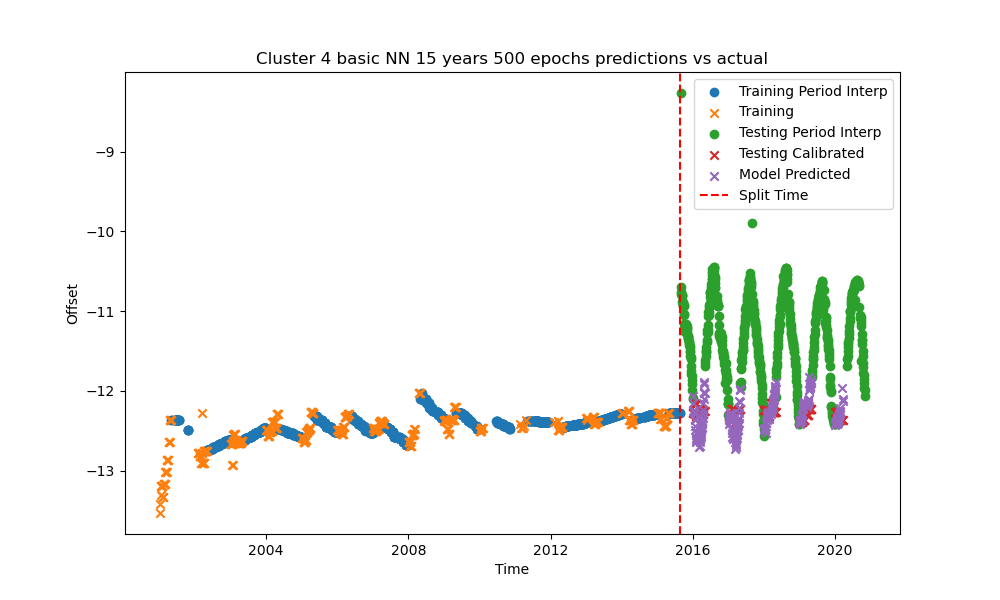 Cluster 4 basic NN 15 years 500 epochs predictions vs actual
Training Period Interp
Training
Testing Period Interp
Testing Calibrated
Model Predicted
Split Time
Offset
−9
−10
−11
−12
−13
2004
2008
2012
2016
2020
Time